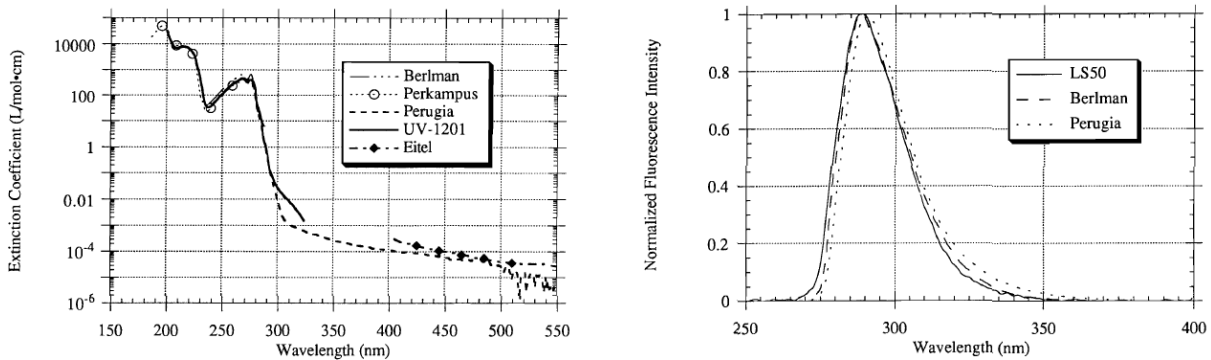 Extinction Coefficient (L/mol•cm)
10000
100
1
0.01
10-4
10-6
150
200
250
300
350
400
450
500
550
Wavelength (nm)
Berlman
Perkampus
Perugia
UV-1201
Eitel
Normalized Fluorescence Intensity
1
0.8
0.6
0.4
0.2
0
250
300
350
400
Wavelength (nm)
LS50
Berlman
Perugia